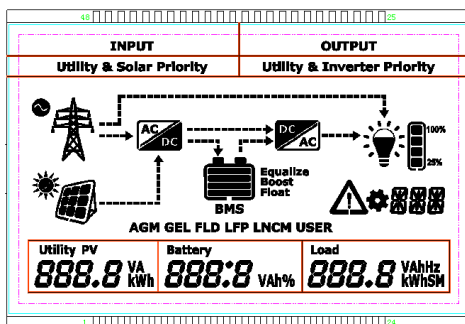 48 25
INPUT OUTPUT
Utility & Solar Priority Utility & Inverter Priority
AC DC DC AC 100%
25%
Equalize
Boost
Float
BMS
AGM GEL FLD LFP LNCM USER
Utility PV Battery Load
888.8 VA kWh 888.8 VAh% 888.8 VAhHz kWhSM
1 24